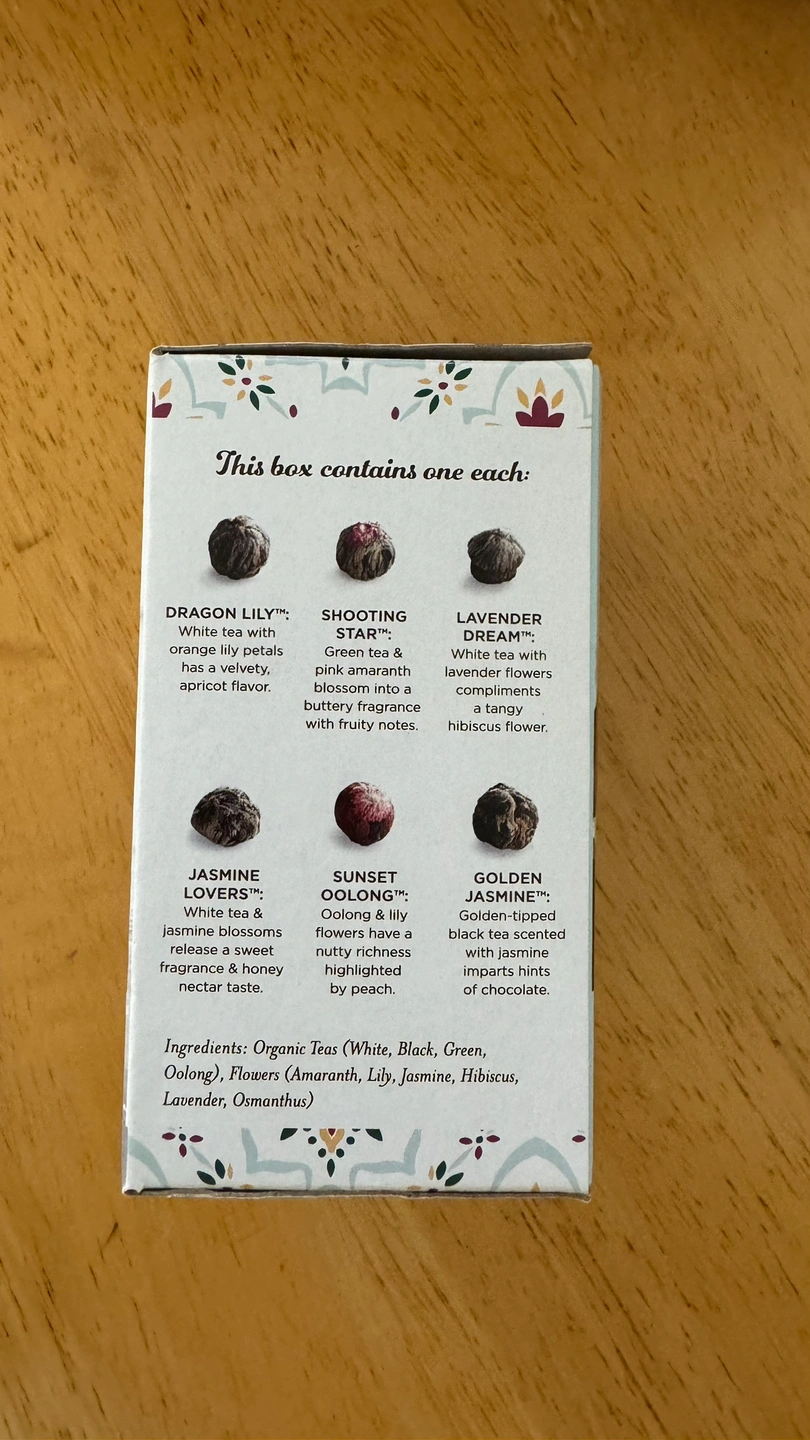 This box contains one each:
DRAGON LILY™:
White tea with
orange lily petals
has a velvety,
apricot flavor.
SHOOTING
STAR™:
Green tea &
pink amaranth
blossom into a
buttery fragrance
with fruity notes.
LAVENDER
DREAM™:
White tea with
lavender flowers
compliments
a tangy
hibiscus flower.
JASMINE
LOVERS™:
White tea &
jasmine blossoms
release a sweet
fragrance & honey
nectar taste.
SUNSET
OOLONG™:
Oolong & lily
flowers have a
nutty richness
highlighted
by peach.
GOLDEN
JASMINE™:
Golden-tipped
black tea scented
with jasmine
imparts hints
of chocolate.
Ingredients: Organic Teas (White, Black, Green,
Oolong), Flowers (Amaranth, Lily, Jasmine, Hibiscus,
Lavender, Osmanthus)